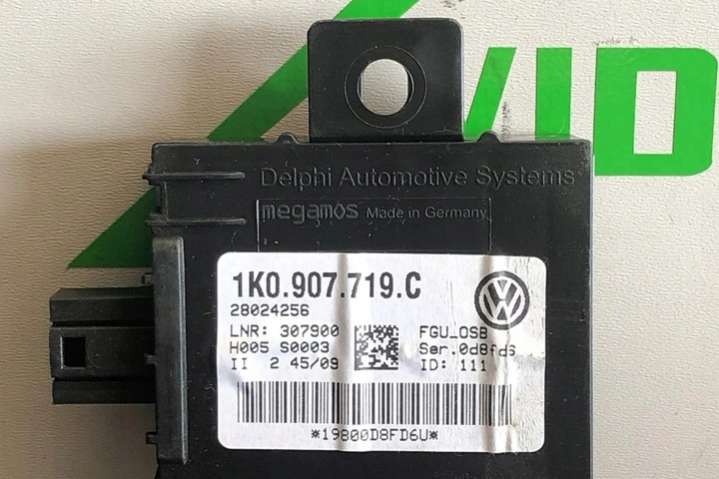 VID
Delphi Automotive Systems
megamos Made in Germany
1K0.907.719.C
28024256
LNR: 307900
H005 S0003
II 2 45/09
FGU_OSB
Ser.0d8fd6
ID: 111
*19800D8FD6U*